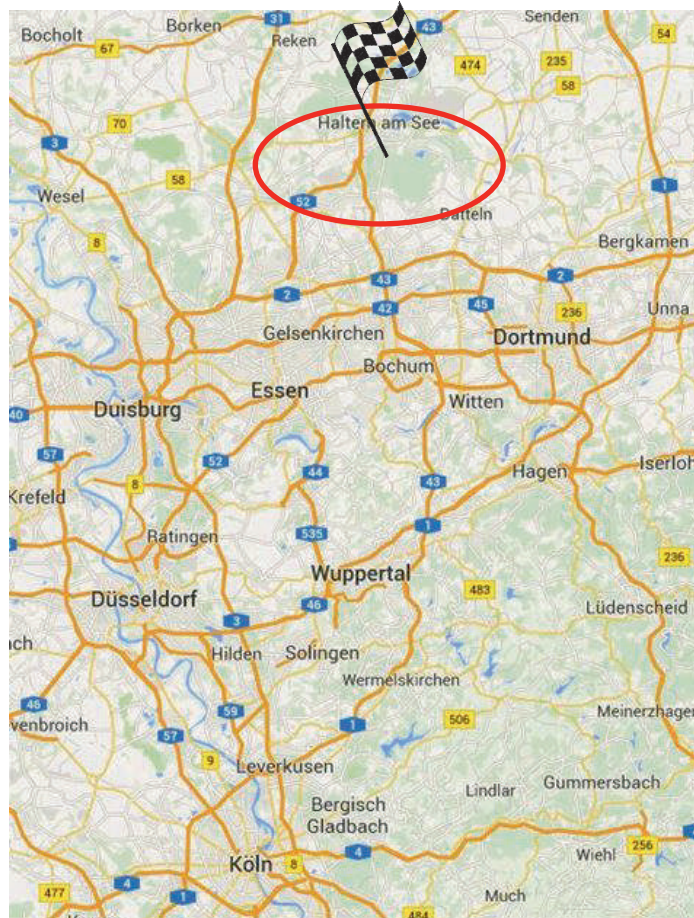 Senden
31
43
Borken
54
Bocholt
Reken
67
235
474
58
70
Haltern am See
3
58
1
Wesel
52
Datteln
8
Bergkamen
43
2
2
42
45
236
Unna
Gelsenkirchen
Dortmund
Bochum
Essen
Witten
40
Duisburg
57
52
44
Hagen
Iserloh
8
43
Krefeld
1
Ratingen
535
236
Wuppertal
483
Düsseldorf
46
Lüdenscheid
3
ach
Hilden
Solingen
Wermelskirchen
46
59
Meinerzhagen
venbroich
1
506
57
9
Leverkusen
Gummersbach
Lindlar
Bergisch
Gladbach
256
4
Wiehl
Köln
8
4
477
1
Much
484